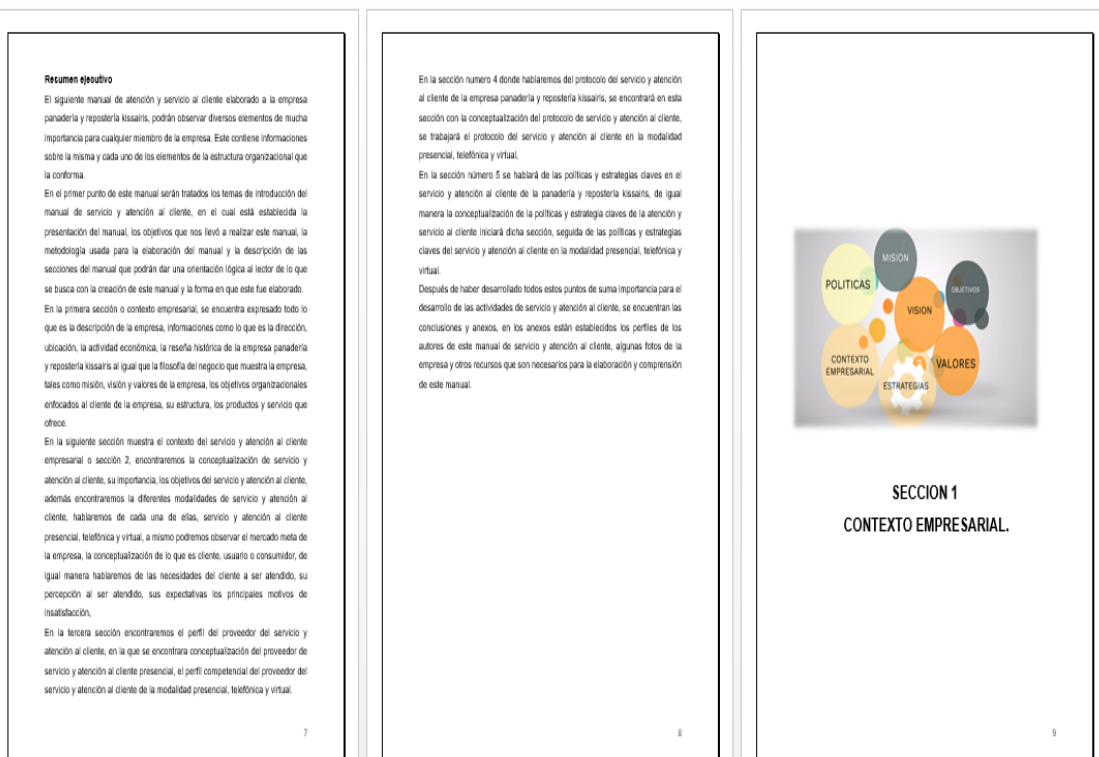 Resumen ejecutivo
El siguiente manual de atención y servicio al cliente elaborado a la empresa
panadería y repostería kissairis, podrán observar diversos elementos de mucha
importancia para cualquier miembro de la empresa. Este contiene informaciones
sobre la misma y cada uno de los elementos de la estructura organizacional que
la conforma.
En el primer punto de este manual serán tratados los temas de introducción del
manual de servicio y atención al cliente, en el cual está establecida la
presentación del manual, los objetivos que nos llevó a realizar este manual, la
metodología usada para la elaboración del manual y la descripción de las
secciones del manual que podrán dar una orientación lógica al lector de lo que
se busca con la creación de este manual y la forma en que este fue elaborado.
En la primera sección o contexto empresarial, se encuentra expresado todo lo
que es la descripción de la empresa, informaciones como lo que es la dirección,
ubicación, la actividad económica, la reseña histórica de la empresa panadería
y repostería kissairis al igual que la filosofía del negocio que muestra la empresa,
tales como misión, visión y valores de la empresa, los objetivos organizacionales
enfocados al cliente de la empresa, su estructura, los productos y servicio que
ofrece.
En la siguiente sección muestra el contexto del servicio y atención al cliente
empresarial o sección 2, encontraremos la conceptualización de servicio y
atención al cliente, su importancia, los objetivos del servicio y atención al cliente,
además encontraremos la diferentes modalidades de servicio y atención al
cliente, hablaremos de cada una de ellas, servicio y atención al cliente
presencial, telefónica y virtual, a mismo podremos observar el mercado meta de
la empresa, la conceptualización de lo que es cliente, usuario o consumidor, de
igual manera hablaremos de las necesidades del cliente a ser atendido, su
percepción al ser atendido, sus expectativas los principales motivos de
insatisfacción,
En la tercera sección encontraremos el perfil del proveedor del servicio y
atención al cliente, en la que se encontrara conceptualización del proveedor de
servicio y atención al cliente presencial, el perfil competencial del proveedor del
servicio y atención al cliente de la modalidad presencial, telefónica y virtual.
7
En la sección numero 4 donde hablaremos del protocolo del servicio y atención
al cliente de la empresa panadería y repostería kissairis, se encontrará en esta
sección con la conceptualización del protocolo de servicio y atención al cliente,
se trabajará el protocolo del servicio y atención al cliente en la modalidad
presencial, telefónica y virtual,
En la sección número 5 se hablará de las políticas y estrategias claves en el
servicio y atención al cliente de la panadería y repostería kissairis, de igual
manera la conceptualización de la políticas y estrategia claves de la atención y
servicio al cliente iniciará dicha sección, seguida de las políticas y estrategias
claves del servicio y atención al cliente en la modalidad presencial, telefónica y
virtual.
Después de haber desarrollado todos estos puntos de suma importancia para el
desarrollo de las actividades de servicio y atención al cliente, se encuentran las
conclusiones y anexos, en los anexos están establecidos los perfiles de los
autores de este manual de servicio y atención al cliente, algunas fotos de la
empresa y otros recursos que son necesarios para la elaboración y comprensión
de este manual.
8
MISION
POLITICAS
OBJETIVOS
VISION
CONTEXTO
EMPRESARIAL
VALORES
ESTRATEGIAS
SECCION 1
CONTEXTO EMPRESARIAL.
9